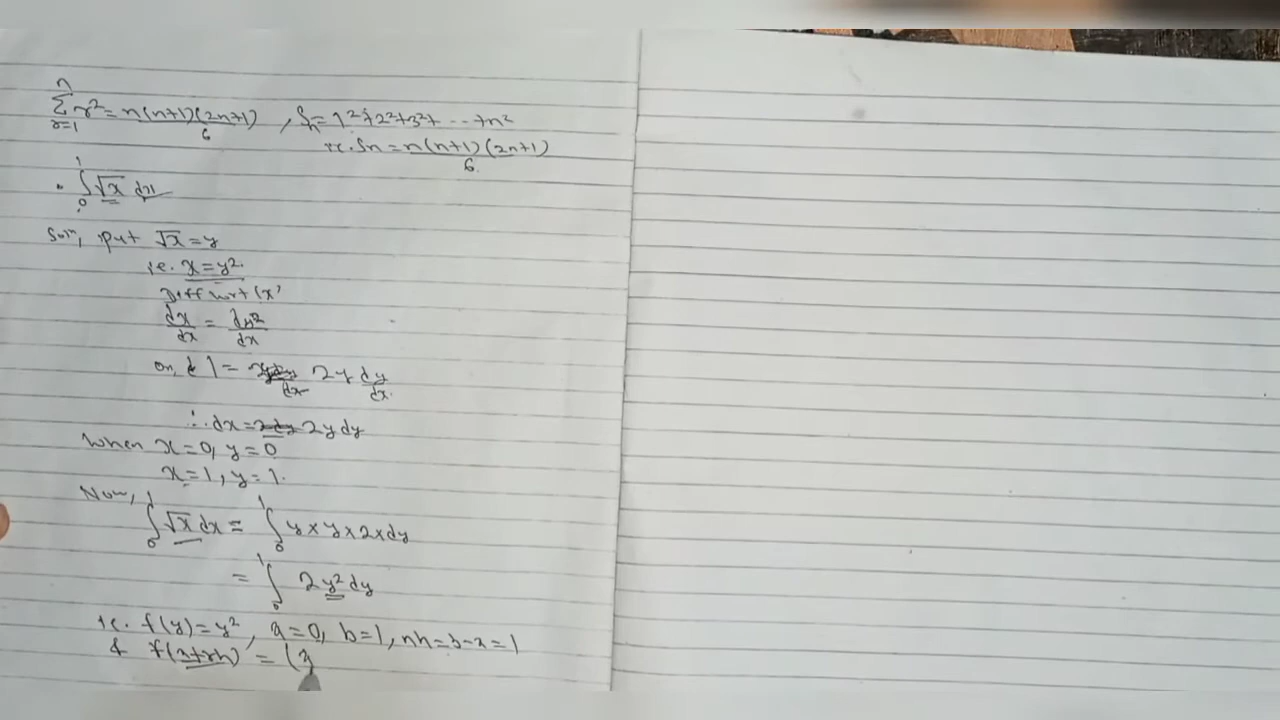 n∑r=1 r² = n(n+1)(2n+1)/6 , Sn = 1²+2²+3²+ ... +n²
i.e. Sn = n(n+1)(2n+1)/6
• ∫₀¹ √x dx
Soln, put √x = y
i.e. x = y²
Diff wrt 'x'
dx/dx = dy²/dx
or, 1 = 2y dy/dx
∴ dx = 2y dy
When x=0, y=0
x=1, y=1.
Now,
∫₀¹ √x dx = ∫₀¹ y×y×2×dy
= ∫₀¹ 2y² dy
i.e. f(y) = y², a=0, b=1, nh=b-a=1
& f(a+rh) = (a